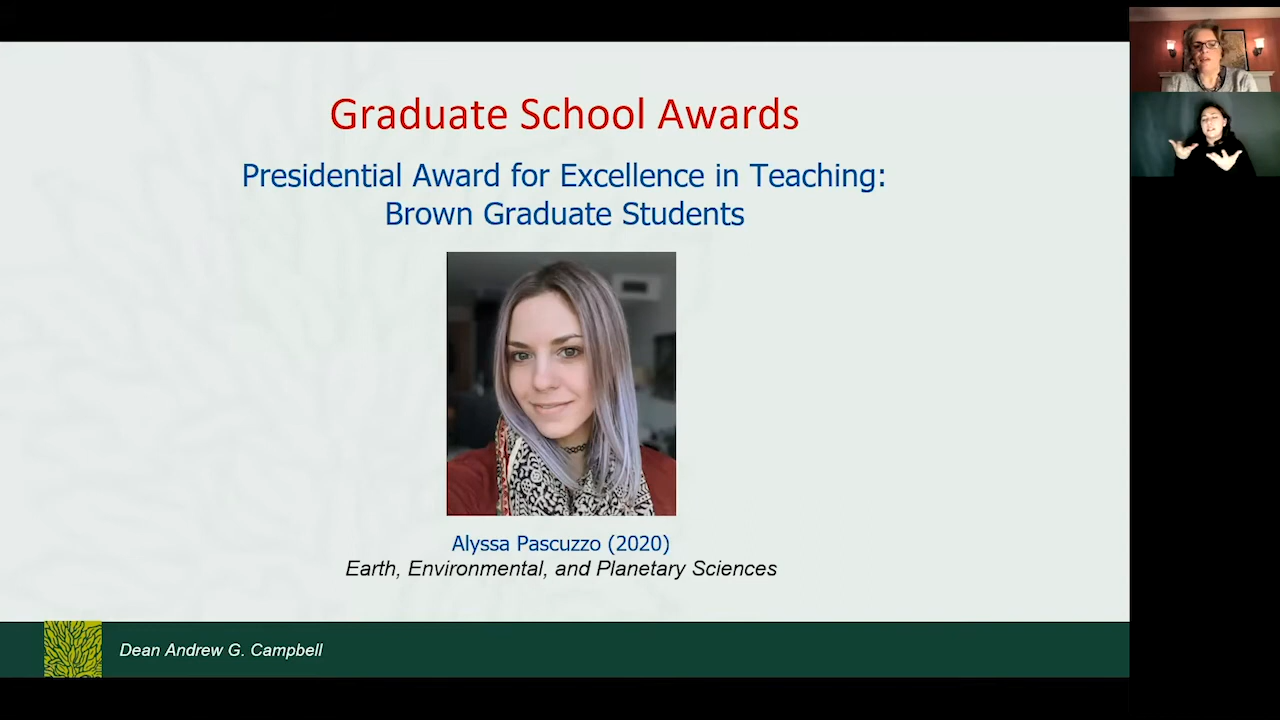 Graduate School Awards
Presidential Award for Excellence in Teaching:
Brown Graduate Students
Alyssa Pascuzzo (2020)
Earth, Environmental, and Planetary Sciences
Dean Andrew G. Campbell